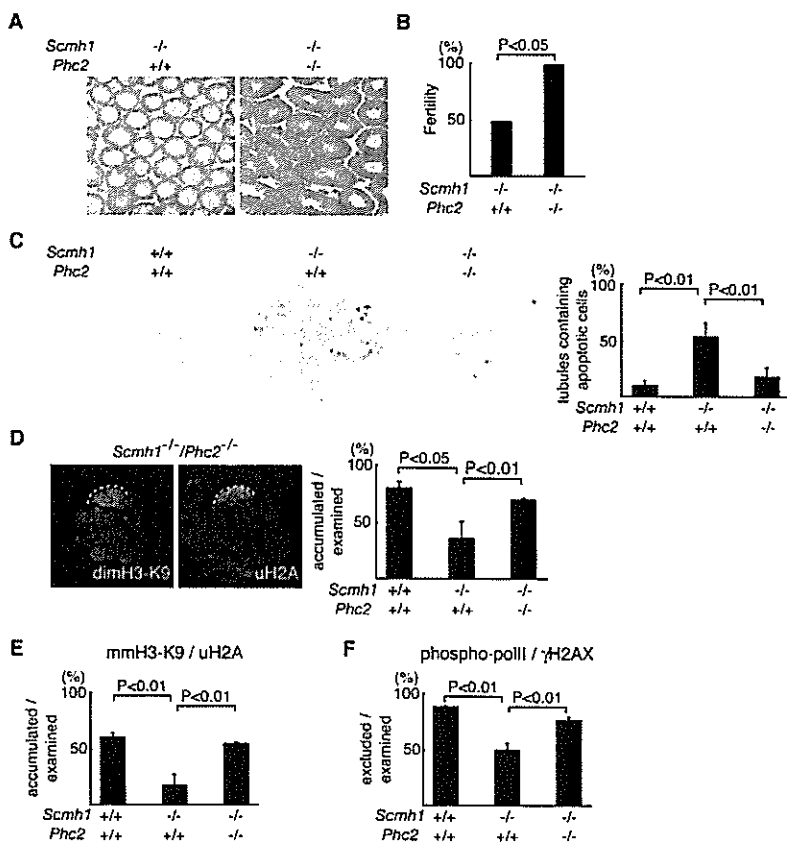 A
Scmh1 -/- -/-
Phc2 +/+ -/-
B
(%)
P<0.05
100
50
Fertility
Scmh1 -/- -/-
Phc2 +/+ -/-
C
Scmh1 +/+ -/- -/-
Phc2 +/+ +/+ -/-
(%)
P<0.01 P<0.01
100
50
tubules containing
apoptotic cells
Scmh1 +/+ -/- -/-
Phc2 +/+ +/+ -/-
D
Scmh1-/-/Phc2-/-
dimH3-K9
uH2A
(%)
P<0.05
P<0.01
50
accumulated /
examined
Scmh1 +/+ -/- -/-
Phc2 +/+ +/+ -/-
E
mmH3-K9 / uH2A
(%)
100
P<0.01
P<0.01
50
accumulated /
examined
Scmh1 +/+ -/- -/-
Phc2 +/+ +/+ -/-
F
phospho-polII / γH2AX
(%)
100
P<0.01
P<0.01
50
excluded / examined
Scmh1 +/+ -/- -/-
Phc2 +/+ +/+ -/-